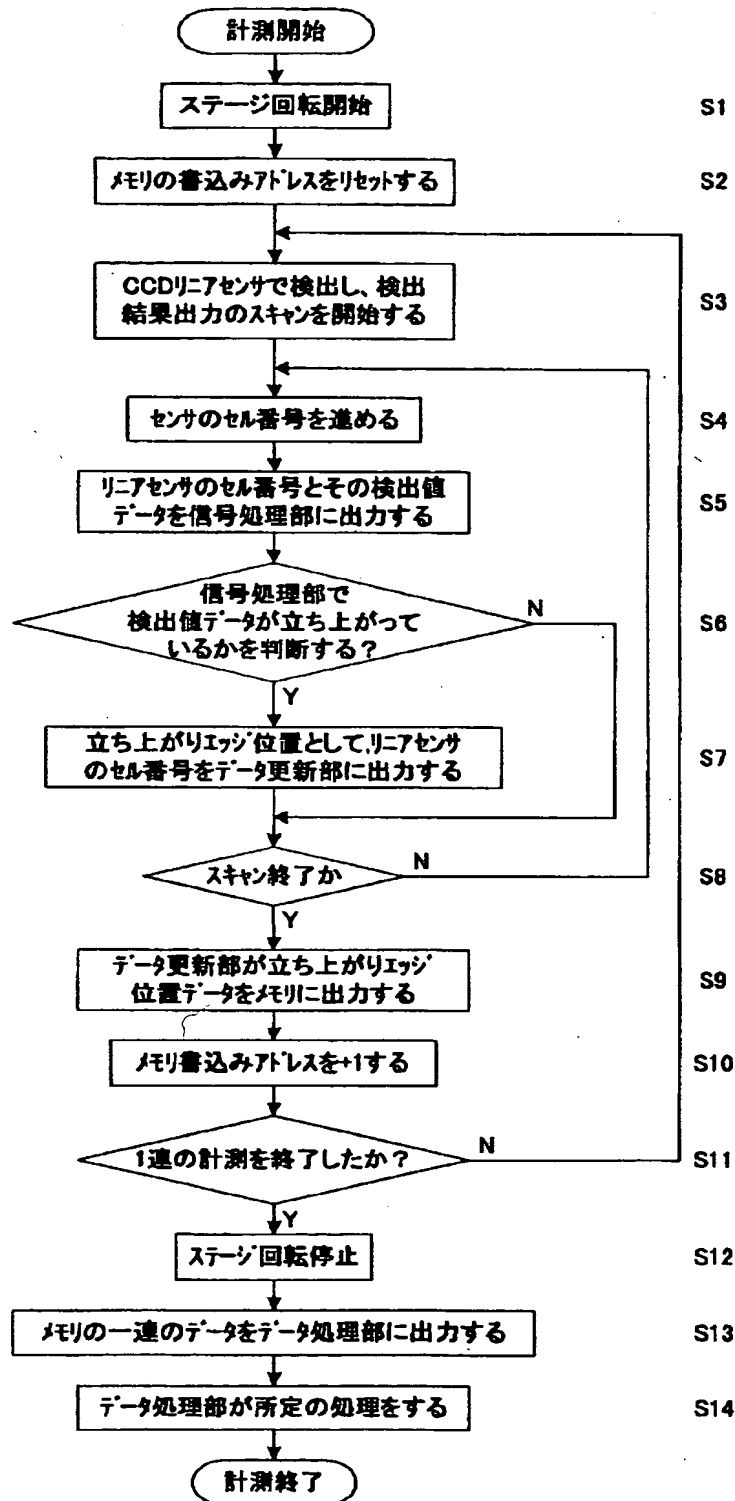 計測開始
ステージ回転開始
S1
メモリの書込みアドレスをリセットする
S2
CCDリニアセンサで検出し、検出
結果出力のスキャンを開始する
S3
センサのセル番号を進める
S4
リニアセンサのセル番号とその検出値
データを信号処理部に出力する
S5
信号処理部で
検出値データが立ち上がって
いるかを判断する?
N
S6
Y
立ち上がりエッジ位置として,リニアセンサ
のセル番号をデータ更新部に出力する
S7
スキャン終了か
N
S8
Y
データ更新部が立ち上がりエッジ
位置データをメモリに出力する
S9
メモリ書込みアドレスを+1する
S10
1連の計測を終了したか?
N
S11
Y
ステージ回転停止
S12
メモリの一連のデータをデータ処理部に出力する
S13
データ処理部が所定の処理をする
S14
計測終了